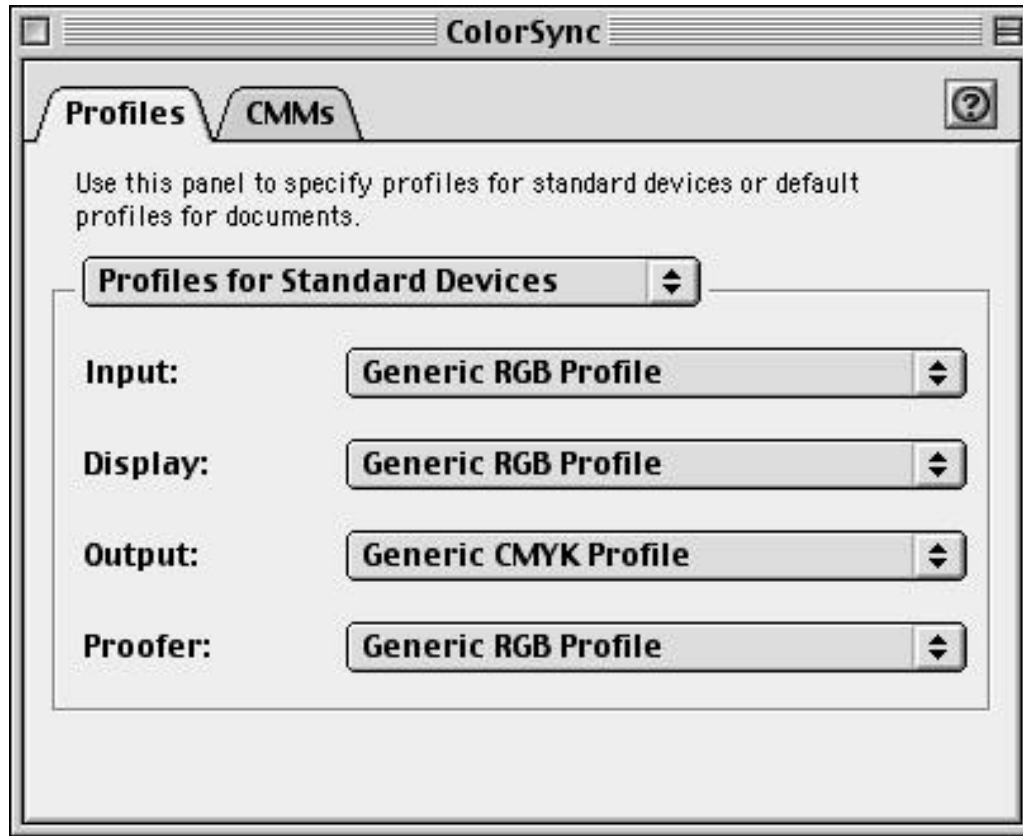 ColorSync
Profiles
CMMs
Use this panel to specify profiles for standard devices or default
profiles for documents.
Profiles for Standard Devices
Input: Generic RGB Profile
Display: Generic RGB Profile
Output: Generic CMYK Profile
Proofer: Generic RGB Profile